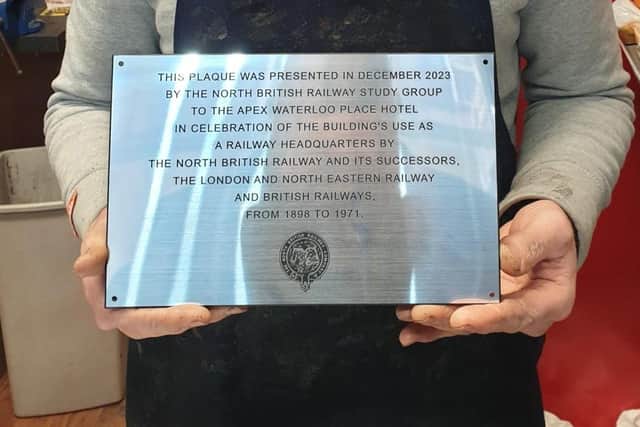 THIS PLAQUE WAS PRESENTED IN DECEMBER 2023
BY THE NORTH BRITISH RAILWAY STUDY GROUP
TO THE APEX WATERLOO PLACE HOTEL
IN CELEBRATION OF THE BUILDING'S USE AS
A RAILWAY HEADQUARTERS BY
THE NORTH BRITISH RAILWAY AND ITS SUCCESSORS,
THE LONDON AND NORTH EASTERN RAILWAY
AND BRITISH RAILWAYS,
FROM 1898 TO 1971.